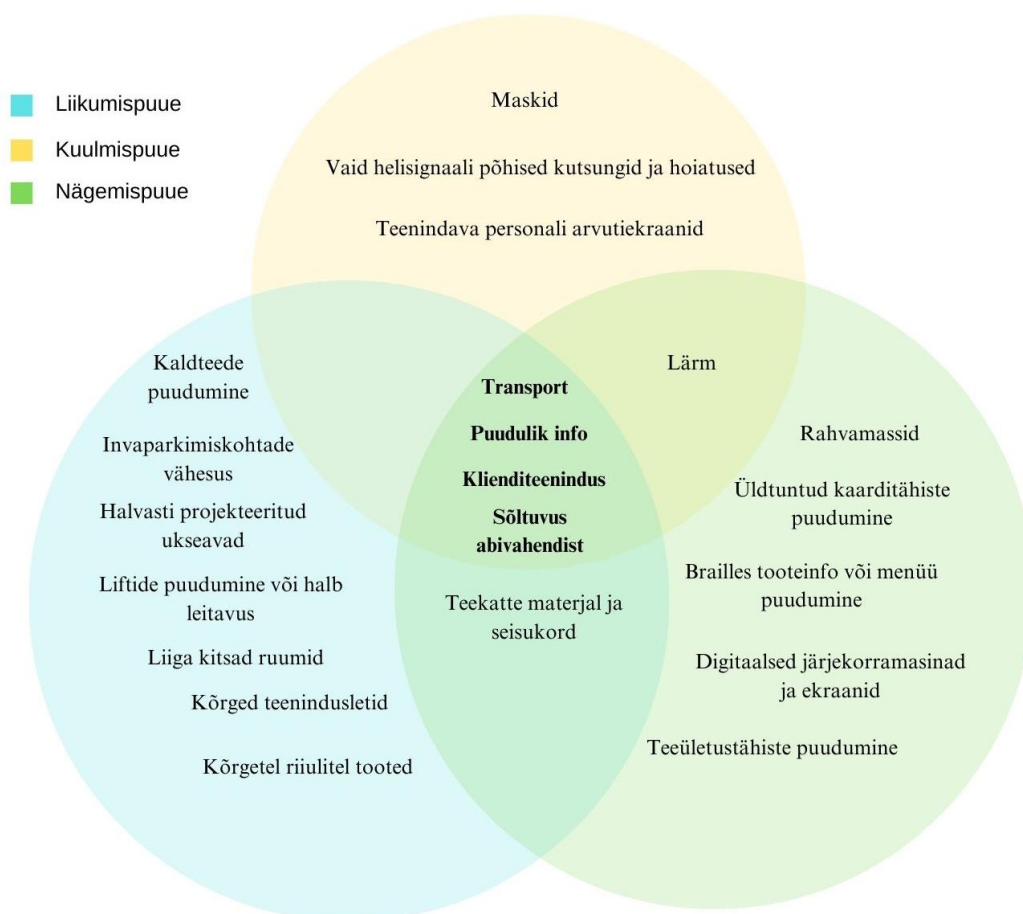 Liikumispuue
Kuulmispuue
Nägemispuue
Maskid
Vaid helisignaali põhised kutsungid ja hoiatused
Teenindava personali arvutiekraanid
Kaldteede
puudumine
Invaparkimiskohtade
vähesus
Halvasti projekteeritud
ukseavad
Liftide puudumine või halb
leitavus
Liiga kitsad ruumid
Kõrged teenindusletid
Kõrgetel riiulitel tooted
Transport
Puudulik info
Klienditeenindus
Sõltuvus
abivahendist
Teekatte materjal ja
seisukord
Lärm
Rahvamassid
Üldtuntud kaarditähiste
puudumine
Brailles tooteinfo või menüü
puudumine
Digitaalsed järjekorramasinad
ja ekraanid
Teeületustähiste puudumine